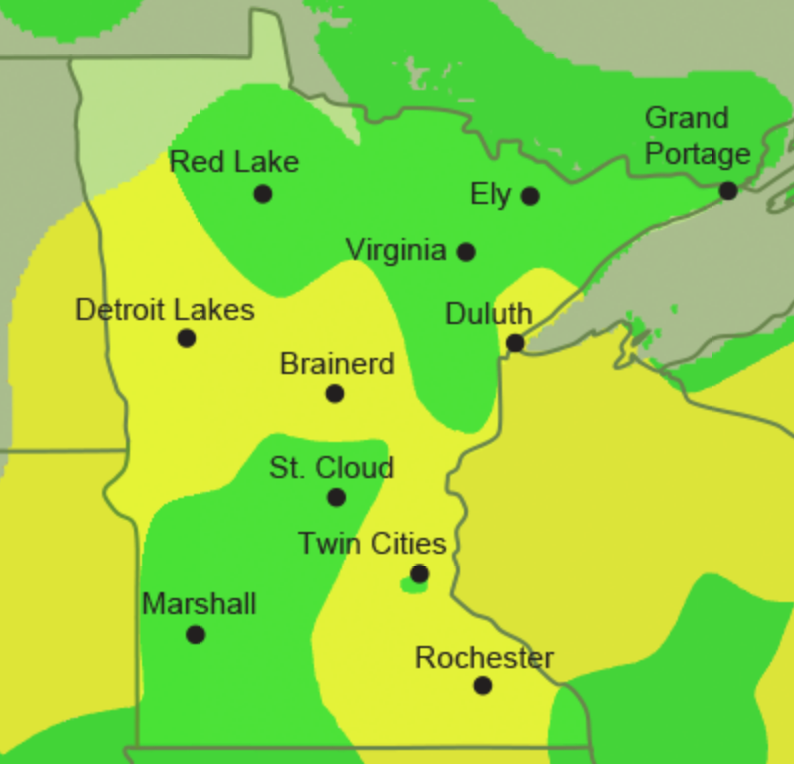 Grand
Portage
Red Lake
Ely
Virginia
Detroit Lakes
Duluth
Brainerd
St. Cloud
Twin Cities
Marshall
Rochester